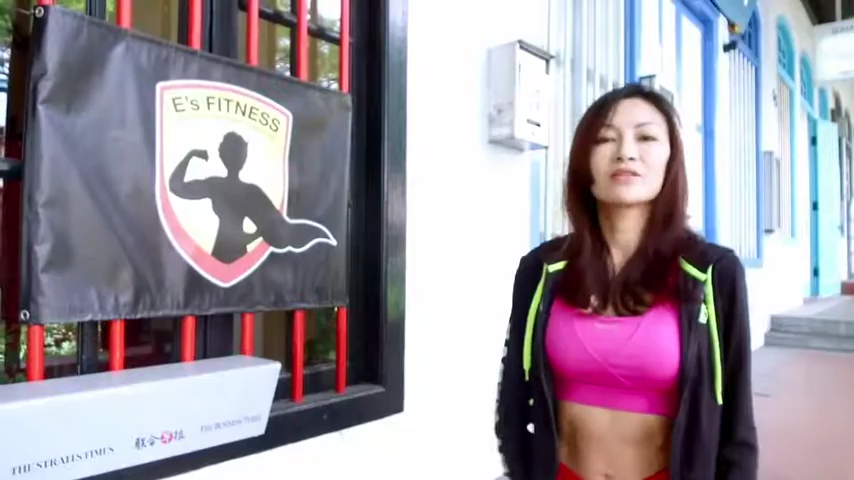 E's FITNESS
THE STRAITS TIMES
联合早报
THE BUSINESS TIMES